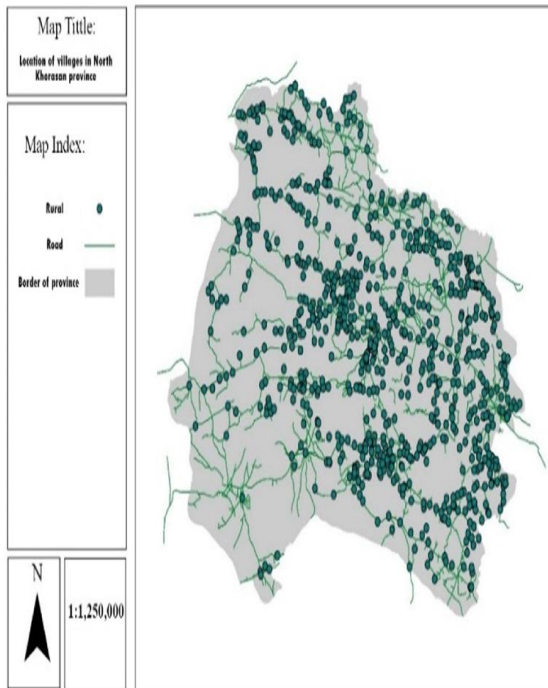 Map Tittle:
Location of villages in North
Khorasan province
Map Index:
Rural
Road
Border of province
N
1:1,250,000